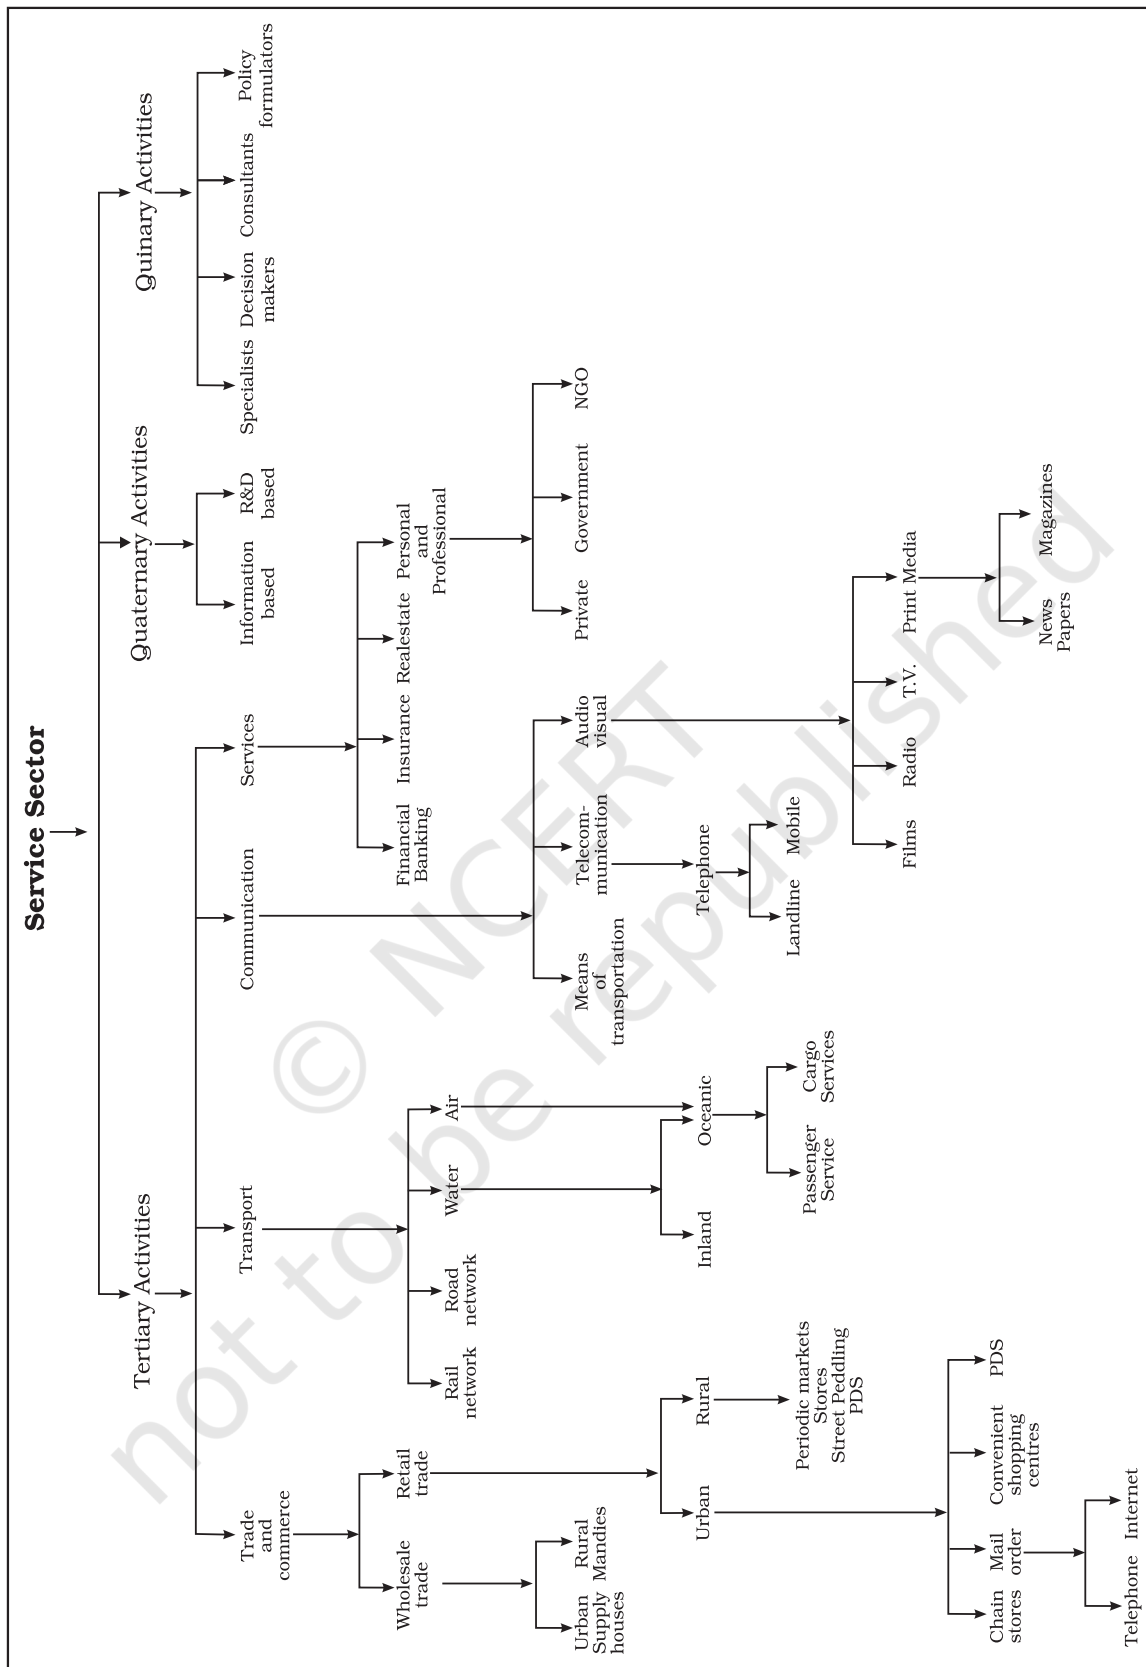 Service Sector
Tertiary Activities
Quaternary Activities
Quinary Activities
Trade
and
commerce
Transport
Communication
Services
Information
based
R&D
based
Specialists
Decision
makers
Consultants
Policy
formulators
Wholesale
trade
Retail
trade
Rail
network
Road
network
Water
Air
Financial
Banking
Insurance
Realestate
Personal
and
Professional
Urban
Supply
houses
Rural
Mandies
Means
of
transportation
Telecom-
munication
Audio
visual
Private
Government
NGO
Urban
Rural
Inland
Oceanic
Telephone
Periodic markets
Stores
Street Peddling
PDS
Passenger
Service
Cargo
Services
Landline
Mobile
Films
Radio
T.V.
Print Media
Chain
stores
Mail
order
Convenient
shopping
centres
PDS
News
Papers
Magazines
Telephone
Internet
© NCERT
not to be republished